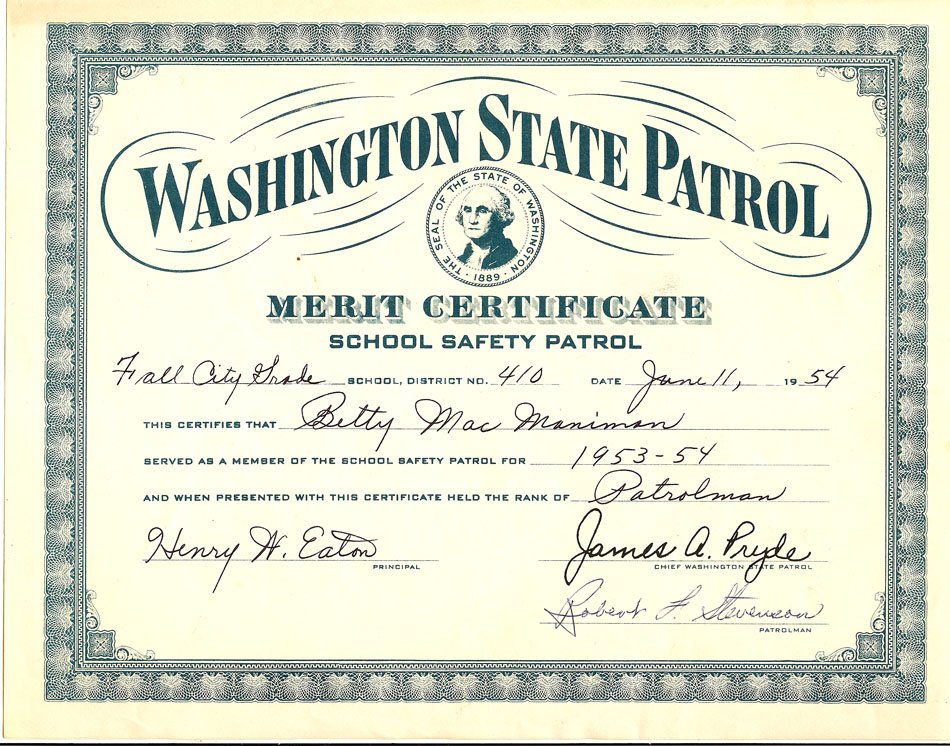 WASHINGTON STATE PATROL
THE SEAL OF THE STATE OF WASHINGTON
1889
MERIT CERTIFICATE
SCHOOL SAFETY PATROL
Fall City Grade SCHOOL, DISTRICT NO. 410 DATE June 11, 1954
THIS CERTIFIES THAT Betty Mac Maniman
SERVED AS A MEMBER OF THE SCHOOL SAFETY PATROL FOR 1953-54
AND WHEN PRESENTED WITH THIS CERTIFICATE HELD THE RANK OF Patrolman
Henry W. Eaton James A. Pryde
PRINCIPAL CHIEF WASHINGTON STATE PATROL
Robert F. Stevenson
PATROLMAN